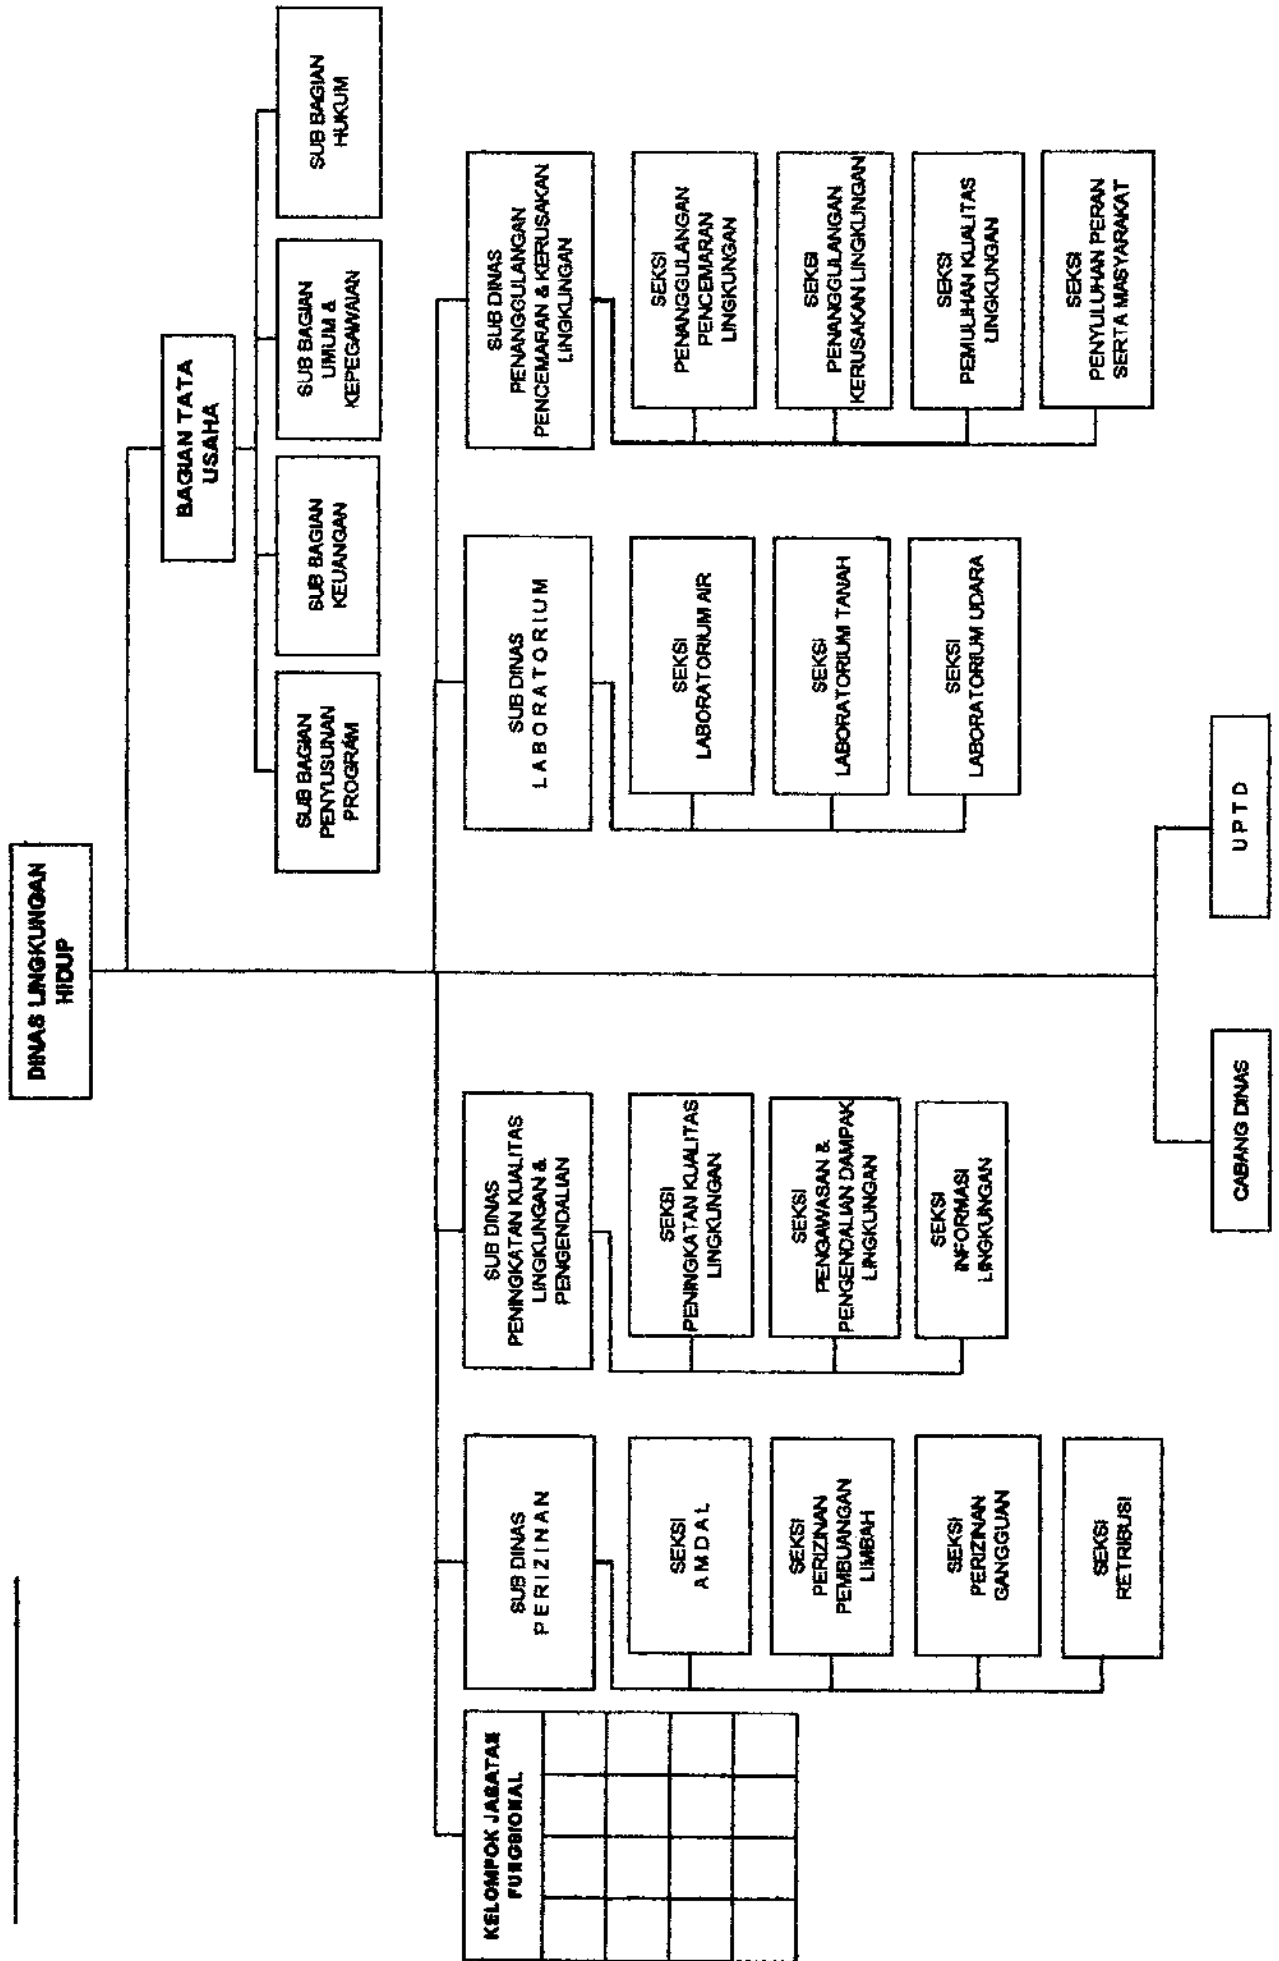 DINAS LINGKUNGAN
HIDUP
BAGIAN TATA
USAHA
SUB BAGIAN
PENYUSUNAN
PROGRAM
SUB BAGIAN
KEUANGAN
SUB BAGIAN
UMUM &
KEPEGAWAIAN
SUB BAGIAN
HUKUM
KELOMPOK JABATAN
FUNGSIONAL
SUB DINAS
PERIZINAN
SEKSI
AMDAL
SEKSI
PERIZINAN
PEMBUANGAN
LIMBAH
SEKSI
PERIZINAN
GANGGUAN
SEKSI
RETRIBUSI
SUB DINAS
PENINGKATAN KUALITAS
LINGKUNGAN &
PENGENDALIAN
SEKSI
PENINGKATAN KUALITAS
LINGKUNGAN
SEKSI
PENGAWASAN &
PENGENDALIAN DAMPAK
LINGKUNGAN
SEKSI
INFORMASI
LINGKUNGAN
SUB DINAS
LABORATORIUM
SEKSI
LABORATORIUM AIR
SEKSI
LABORATORIUM TANAH
SEKSI
LABORATORIUM UDARA
SUB DINAS
PENANGGULANGAN
PENCEMARAN & KERUSAKAN
LINGKUNGAN
SEKSI
PENANGGULANGAN
PENCEMARAN
LINGKUNGAN
SEKSI
PENANGGULANGAN
KERUSAKAN LINGKUNGAN
SEKSI
PEMULIHAN KUALITAS
LINGKUNGAN
SEKSI
PENYULUHAN PERAN
SERTA MASYARAKAT
CABANG DINAS
UPTD